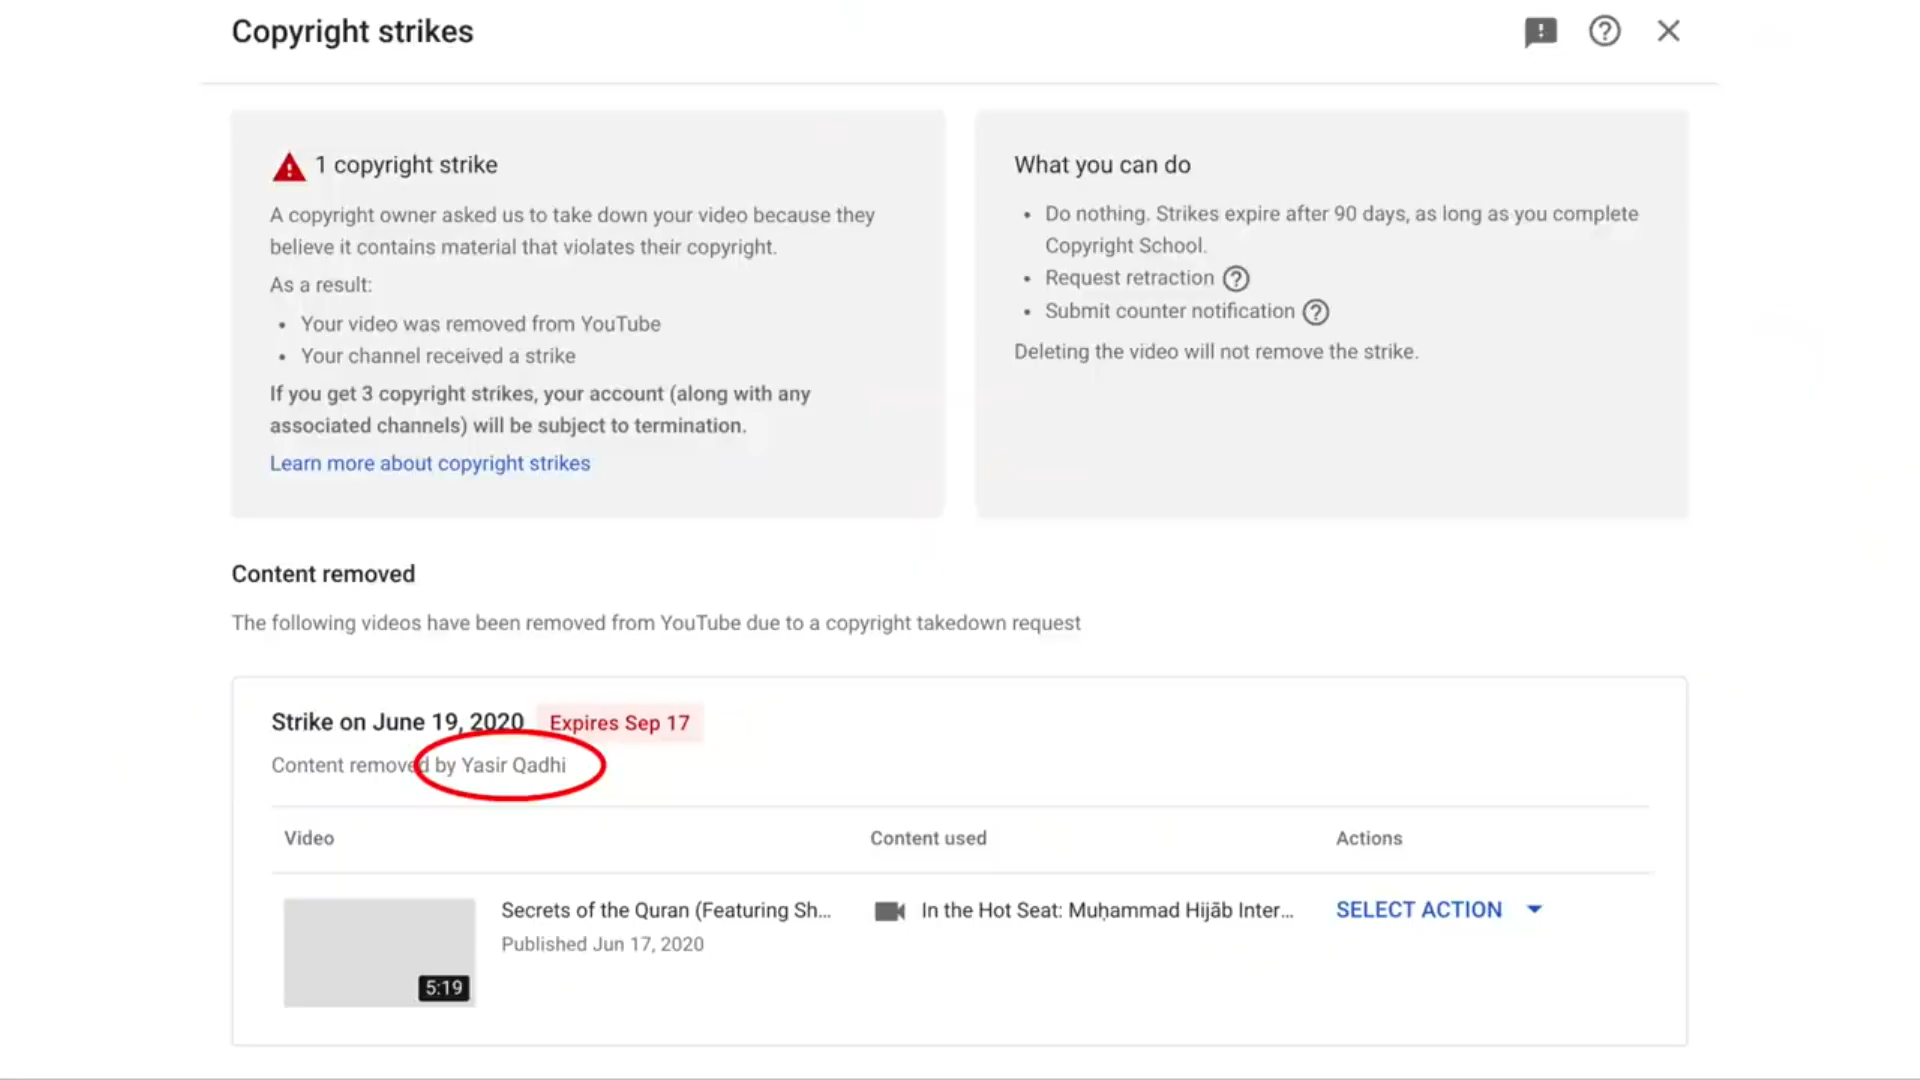 Copyright strikes
1 copyright strike
A copyright owner asked us to take down your video because they
believe it contains material that violates their copyright.
As a result:
• Your video was removed from YouTube
• Your channel received a strike
If you get 3 copyright strikes, your account (along with any
associated channels) will be subject to termination.
Learn more about copyright strikes
What you can do
• Do nothing. Strikes expire after 90 days, as long as you complete
Copyright School.
• Request retraction
• Submit counter notification
Deleting the video will not remove the strike.
Content removed
The following videos have been removed from YouTube due to a copyright takedown request
Strike on June 19, 2020 Expires Sep 17
Content removed by Yasir Qadhi
Video Content used Actions
Secrets of the Quran (Featuring Sh... In the Hot Seat: Muḥammad Hijāb Inter... SELECT ACTION
Published Jun 17, 2020
5:19